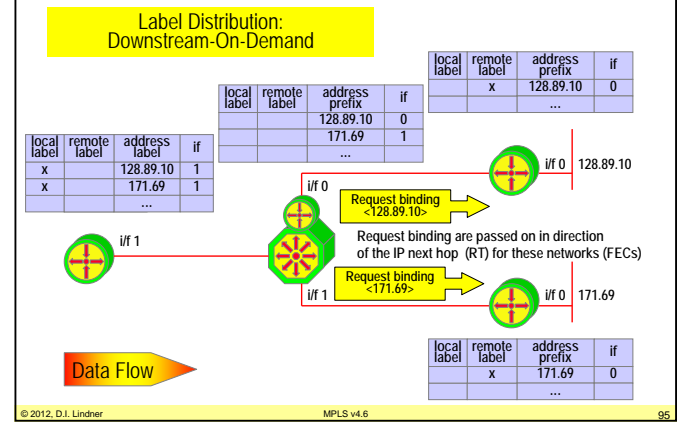 Label Distribution:
Downstream-On-Demand
local label remote label address prefix if
x 128.89.10 0
...
local label remote label address prefix if
128.89.10 0
171.69 1
...
local label remote label address label if
x 128.89.10 1
x 171.69 1
...
i/f 0 128.89.10
i/f 0
Request binding
<128.89.10>
i/f 1
Request binding are passed on in direction
of the IP next hop (RT) for these networks (FECs)
Request binding
<171.69>
i/f 1
i/f 0 171.69
local label remote label address prefix if
x 171.69 0
...
Data Flow
© 2012, D.I. Lindner MPLS v4.6 95